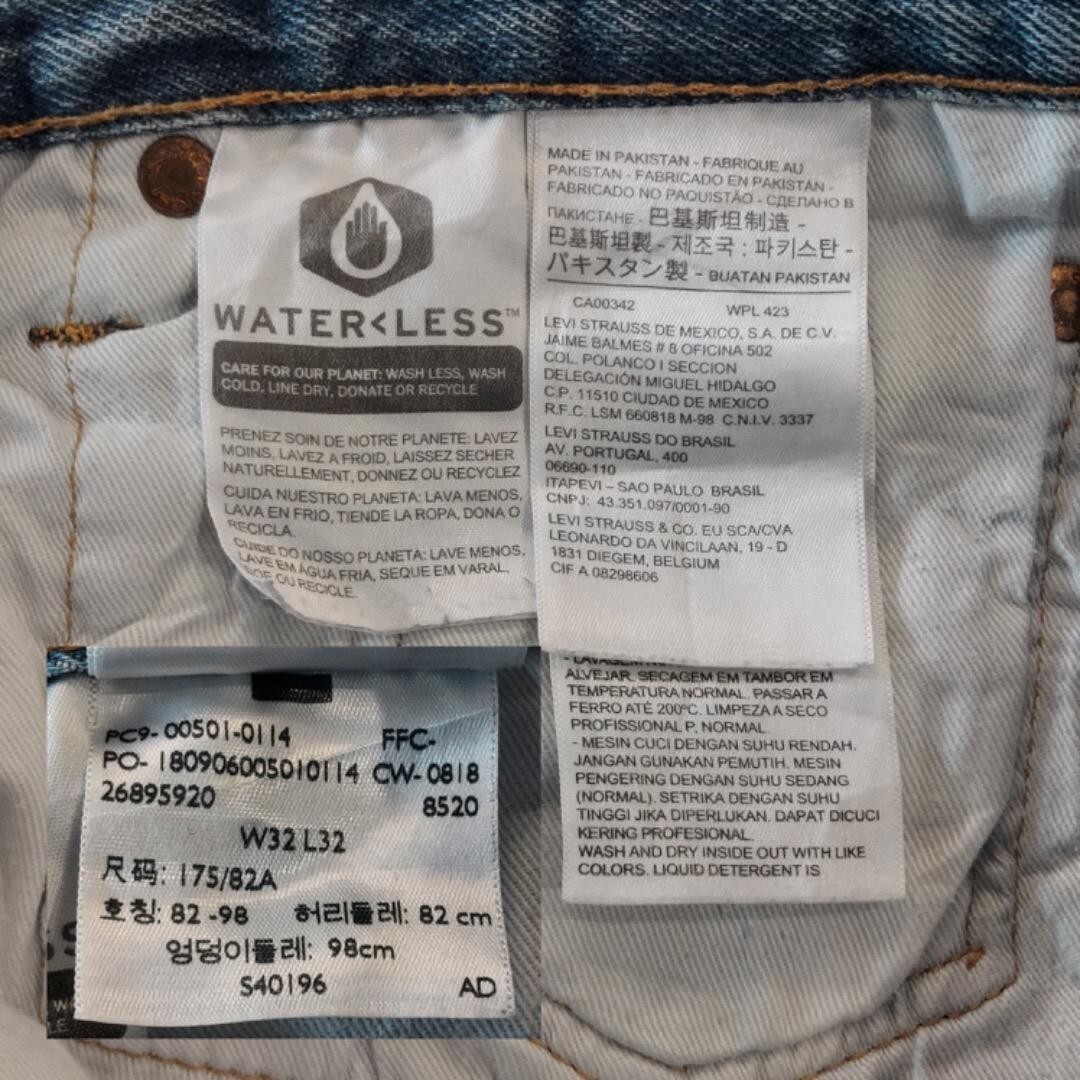 WATER<LESS™
CARE FOR OUR PLANET: WASH LESS, WASH
COLD, LINE DRY, DONATE OR RECYCLE
PRENEZ SOIN DE NOTRE PLANETE: LAVEZ
MOINS, LAVEZ A FROID, LAISSEZ SECHER
NATURELLEMENT, DONNEZ OU RECYCLEZ
CUIDA NUESTRO PLANETA: LAVA MENOS,
LAVA EN FRIO, TIENDE LA ROPA, DONA O
RECICLA.
CUIDE DO NOSSO PLANETA: LAVE MENOS,
LAVE EM AGUA FRIA, SEQUE EM VARAL,
DOE OU RECICLE.
MADE IN PAKISTAN - FABRIQUE AU
PAKISTAN - FABRICADO EN PAKISTÁN -
FABRICADO NO PAQUISTÃO - СДЕЛАНО В
ПАКИСТАНЕ - 巴基斯坦制造 -
巴基斯坦製 - 제조국 : 파키스탄 -
パキスタン製 - BUATAN PAKISTAN
CA00342 WPL 423
LEVI STRAUSS DE MEXICO, S.A. DE C.V.
JAIME BALMES # 8 OFICINA 502
COL. POLANCO I SECCION
DELEGACIÓN MIGUEL HIDALGO
C.P. 11510 CIUDAD DE MEXICO
R.F.C. LSM 660818 M-98 C.N.I.V. 3337
LEVI STRAUSS DO BRASIL
AV. PORTUGAL, 400
06690-110
ITAPEVI – SAO PAULO BRASIL
CNPJ: 43.351.097/0001-90
LEVI STRAUSS & CO. EU SCA/CVA
LEONARDO DA VINCILAAN, 19 - D
1831 DIEGEM, BELGIUM
CIF A 08298606
ALVEJAR. SECAGEM EM TAMBOR EM
TEMPERATURA NORMAL. PASSAR A
FERRO ATÉ 200ºC. LIMPEZA A SECO
PROFISSIONAL P, NORMAL.
- MESIN CUCI DENGAN SUHU RENDAH.
JANGAN GUNAKAN PEMUTIH. MESIN
PENGERING DENGAN SUHU SEDANG
(NORMAL). SETRIKA DENGAN SUHU
TINGGI JIKA DIPERLUKAN. DAPAT DICUCI
KERING PROFESIONAL.
WASH AND DRY INSIDE OUT WITH LIKE
COLORS. LIQUID DETERGENT IS
PC9- 00501-0114 FFC-
PO- 180906005010114 CW- 0818
26895920 8520
W32 L32
尺码: 175/82A
호칭: 82 -98 허리둘레: 82 cm
엉덩이둘레: 98cm
S40196 AD